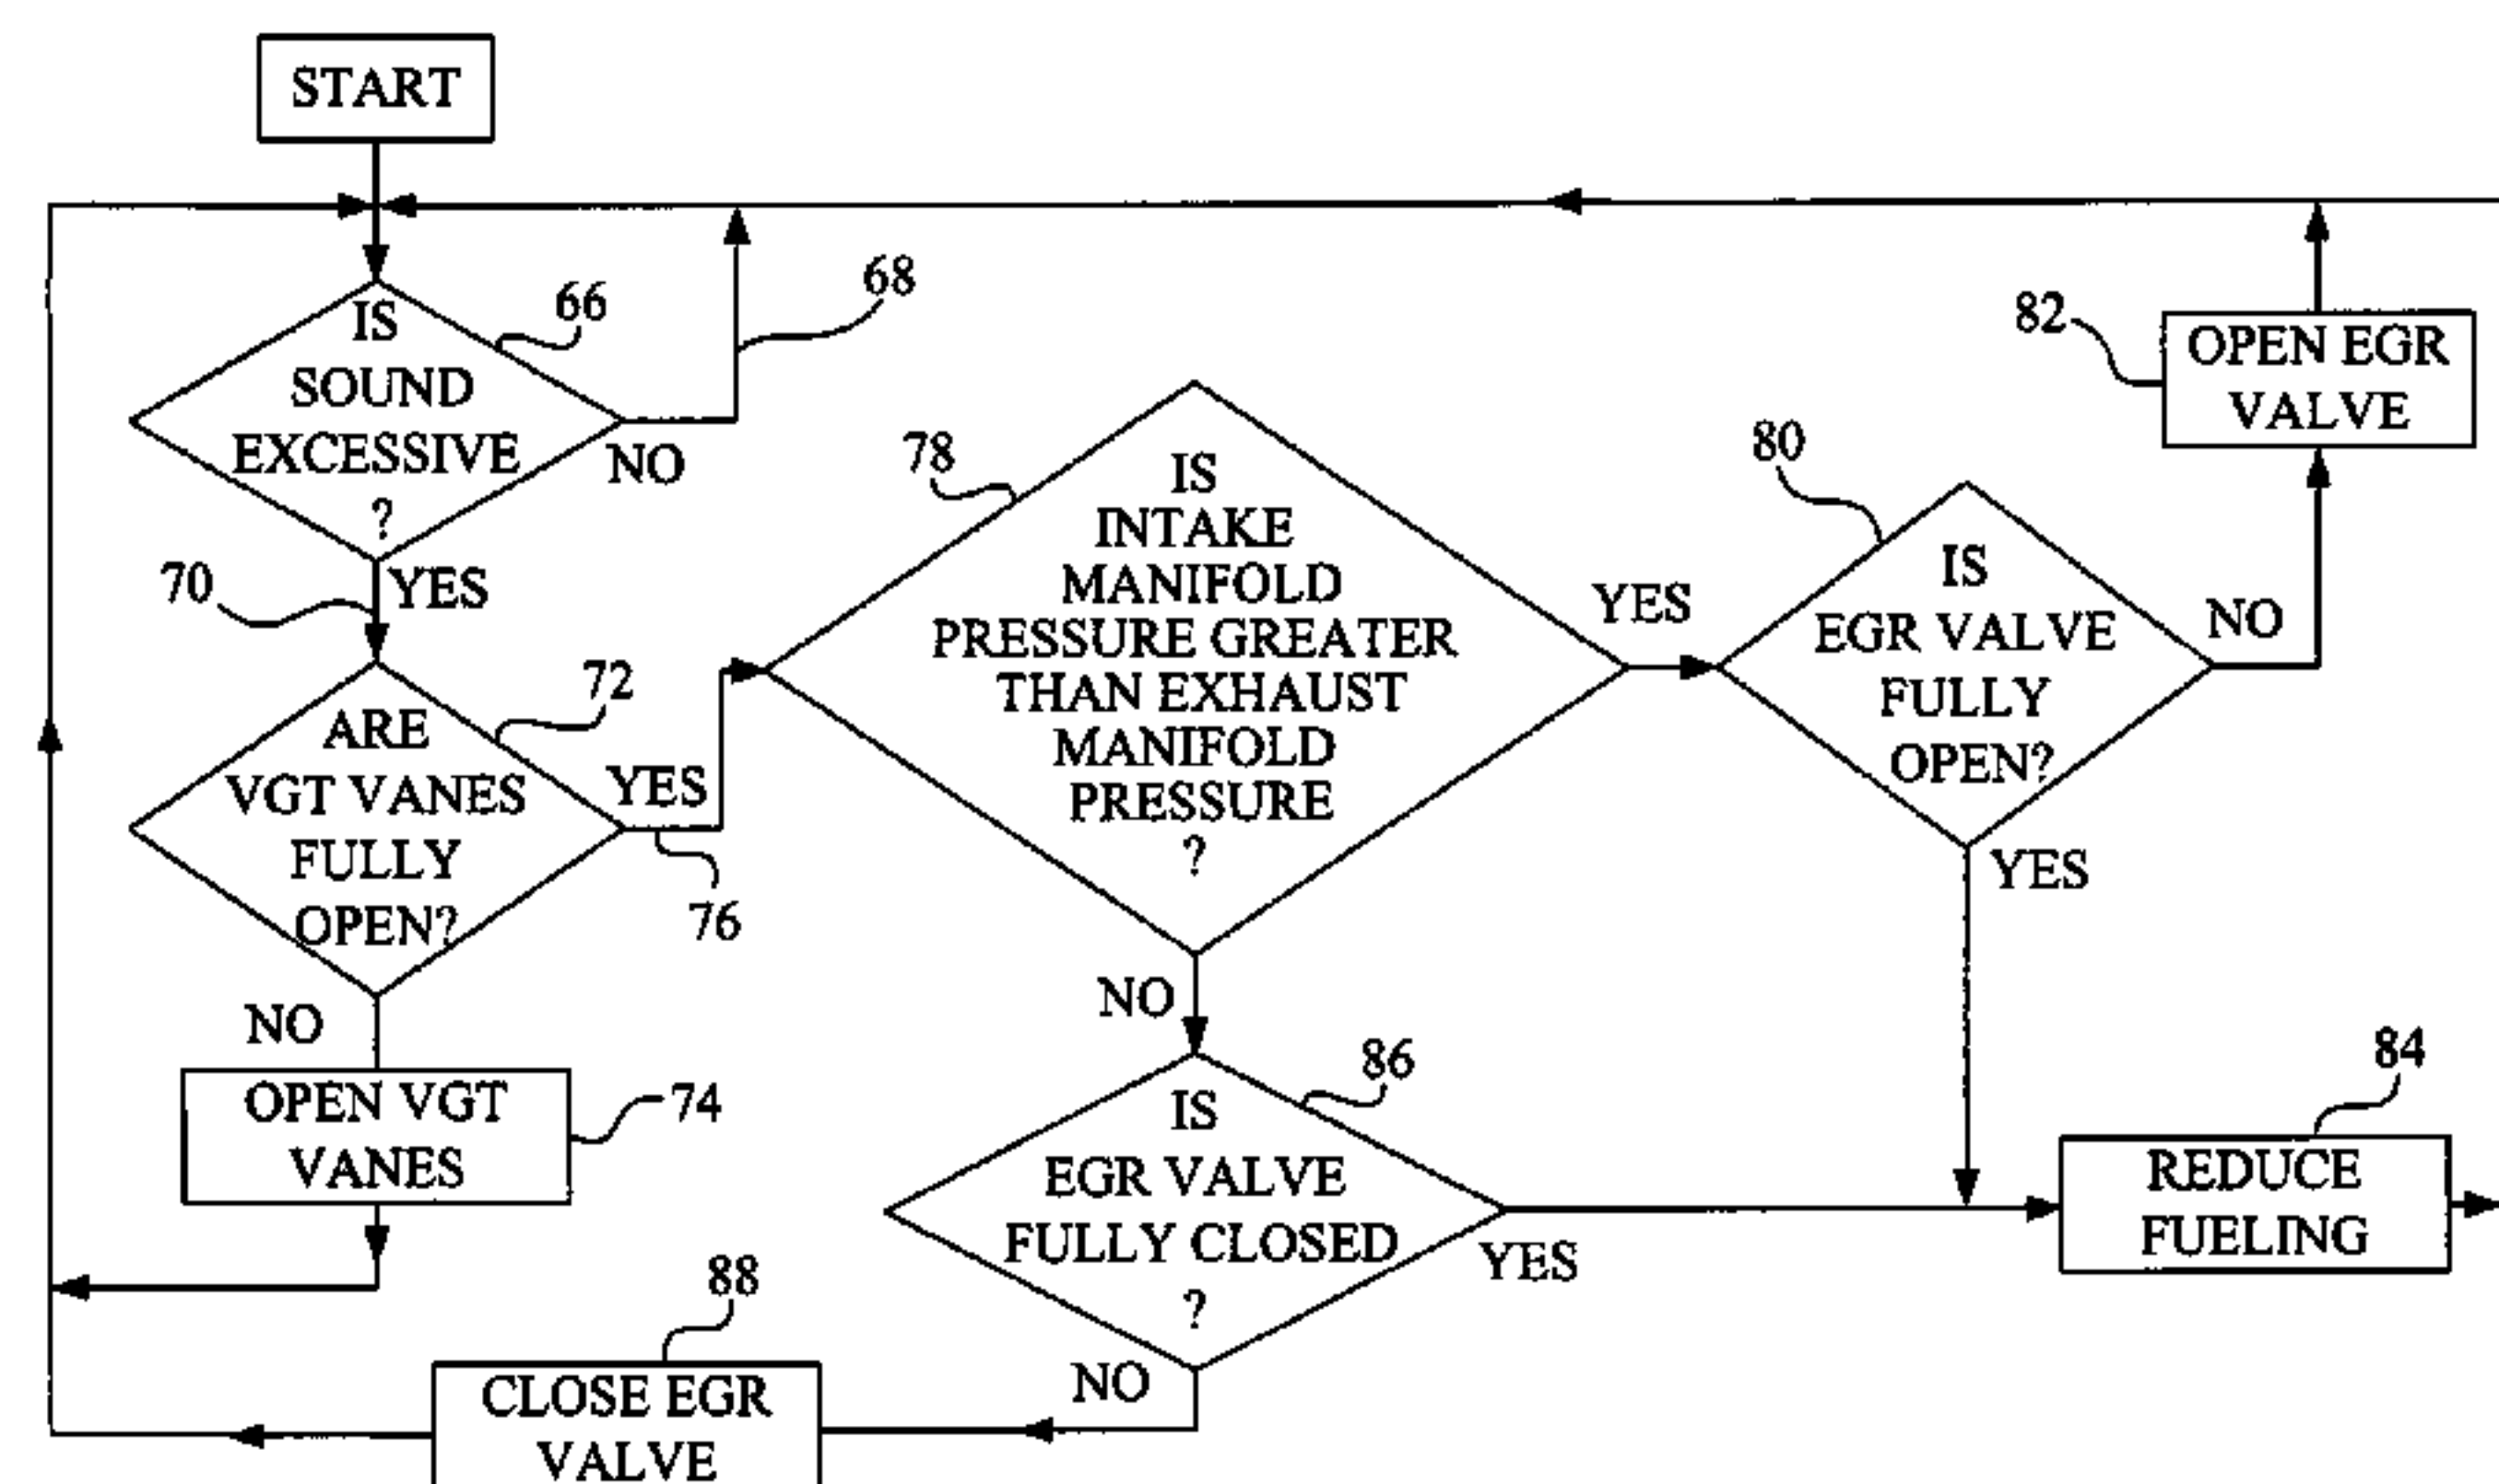 START
IS
SOUND
EXCESSIVE
?
66
68
NO
70
YES
ARE
VGT VANES
FULLY
OPEN?
72
YES
76
NO
OPEN VGT
VANES
74
78
IS
INTAKE
MANIFOLD
PRESSURE GREATER
THAN EXHAUST
MANIFOLD
PRESSURE
?
YES
NO
80
IS
EGR VALVE
FULLY
OPEN?
NO
YES
82
OPEN EGR
VALVE
84
REDUCE
FUELING
86
IS
EGR VALVE
FULLY CLOSED
?
YES
NO
88
CLOSE EGR
VALVE